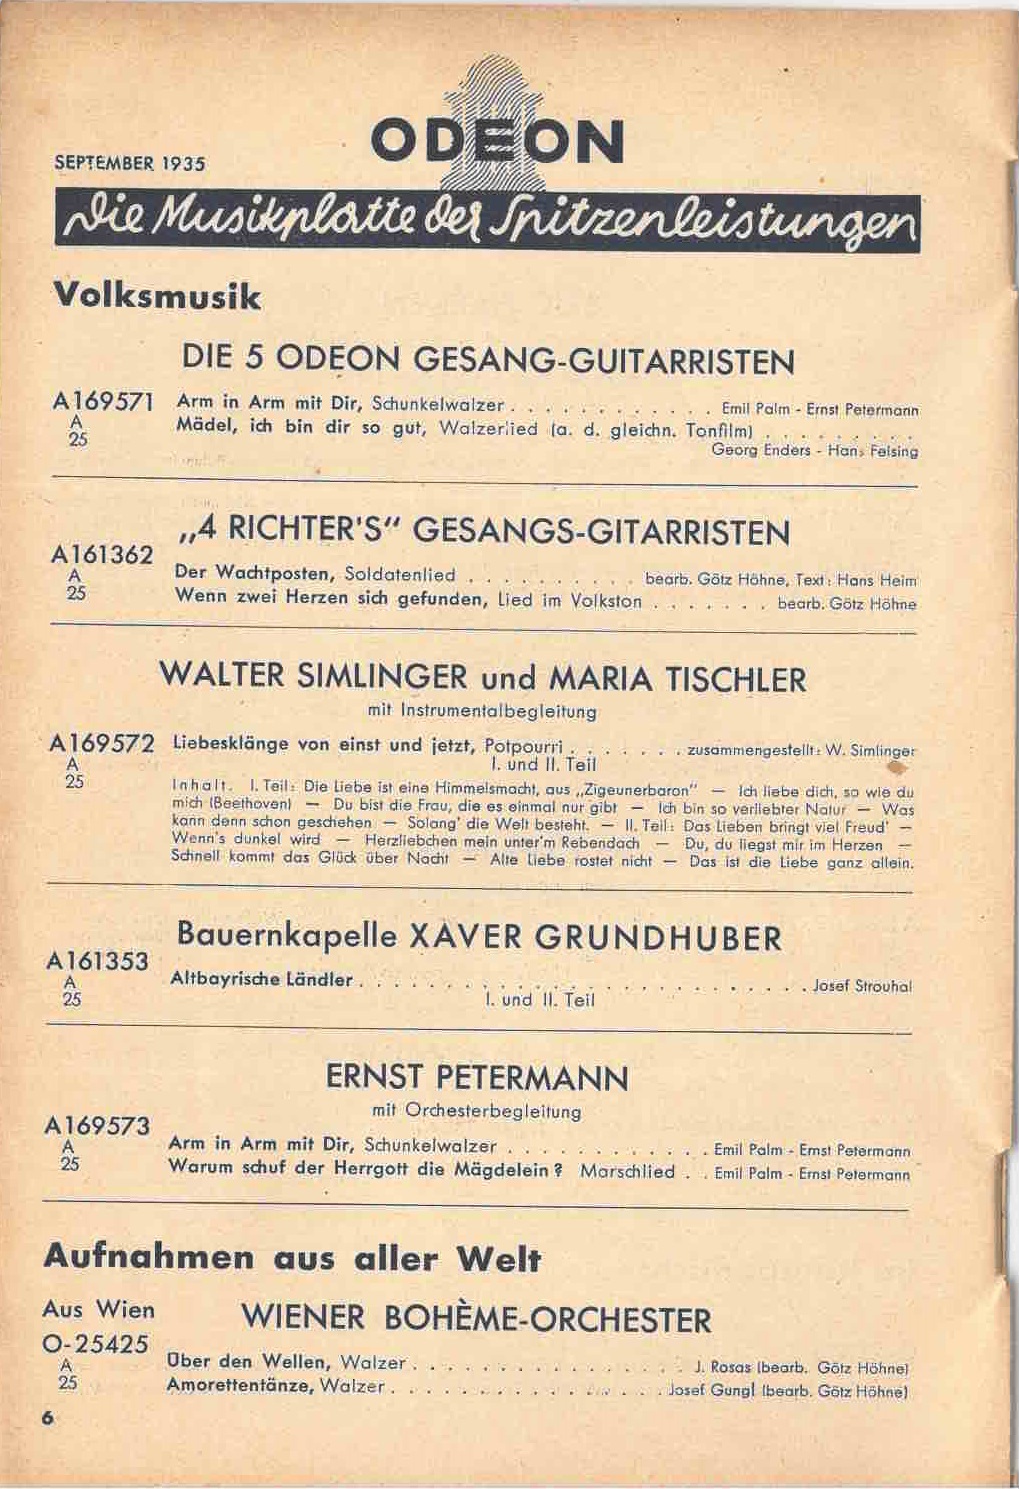 ODEON
SEPTEMBER 1935
Die Musikplatte der Spitzenleistungen
Volksmusik
DIE 5 ODEON GESANG-GUITARRISTEN
A169571 Arm in Arm mit Dir, Schunkelwalzer . . . . . . . . . . . . Emil Palm - Ernst Petermann
A Mädel, ich bin dir so gut, Walzerlied (a. d. gleichn. Tonfilm) . . . . . . . . .
25 Georg Enders - Hans Felsing
„4 RICHTER'S" GESANGS-GITARRISTEN
A161362
A Der Wachtposten, Soldatenlied . . . . . . . . . . bearb. Götz Höhne, Text: Hans Heim
25 Wenn zwei Herzen sich gefunden, Lied im Volkston . . . . . . . bearb. Götz Höhne
WALTER SIMLINGER und MARIA TISCHLER
mit Instrumentalbegleitung
A169572 Liebesklänge von einst und jetzt, Potpourri . . . . . . . zusammengestellt: W. Simlinger
A I. und II. Teil
25 Inhalt. I. Teil: Die Liebe ist eine Himmelsmacht, aus „Zigeunerbaron" — Ich liebe dich, so wie du
mich (Beethoven) — Du bist die Frau, die es einmal nur gibt — Ich bin so verliebter Natur — Was
kann denn schon geschehen — Solang' die Welt besteht. — II. Teil: Das Lieben bringt viel Freud' —
Wenn's dunkel wird — Herzliebchen mein unter'm Rebendach — Du, du liegst mir im Herzen —
Schnell kommt das Glück über Nacht — Alte Liebe rostet nicht — Das ist die Liebe ganz allein.
Bauernkapelle XAVER GRUNDHUBER
A161353
A Altbayrische Ländler . . . . . . . . . . . . . . . . . . . . . . . . . . Josef Strouhal
25 I. und II. Teil
ERNST PETERMANN
mit Orchesterbegleitung
A169573
A Arm in Arm mit Dir, Schunkelwalzer . . . . . . . . . . . . Emil Palm - Ernst Petermann
25 Warum schuf der Herrgott die Mägdelein? Marschlied . . Emil Palm - Ernst Petermann
Aufnahmen aus aller Welt
Aus Wien WIENER BOHÈME-ORCHESTER
O-25425
A Über den Wellen, Walzer . . . . . . . . . . . . . . . . J. Rosas (bearb. Götz Höhne)
25 Amorettentänze, Walzer . . . . . . . . . . . . . . . . Josef Gungl (bearb. Götz Höhne)
6